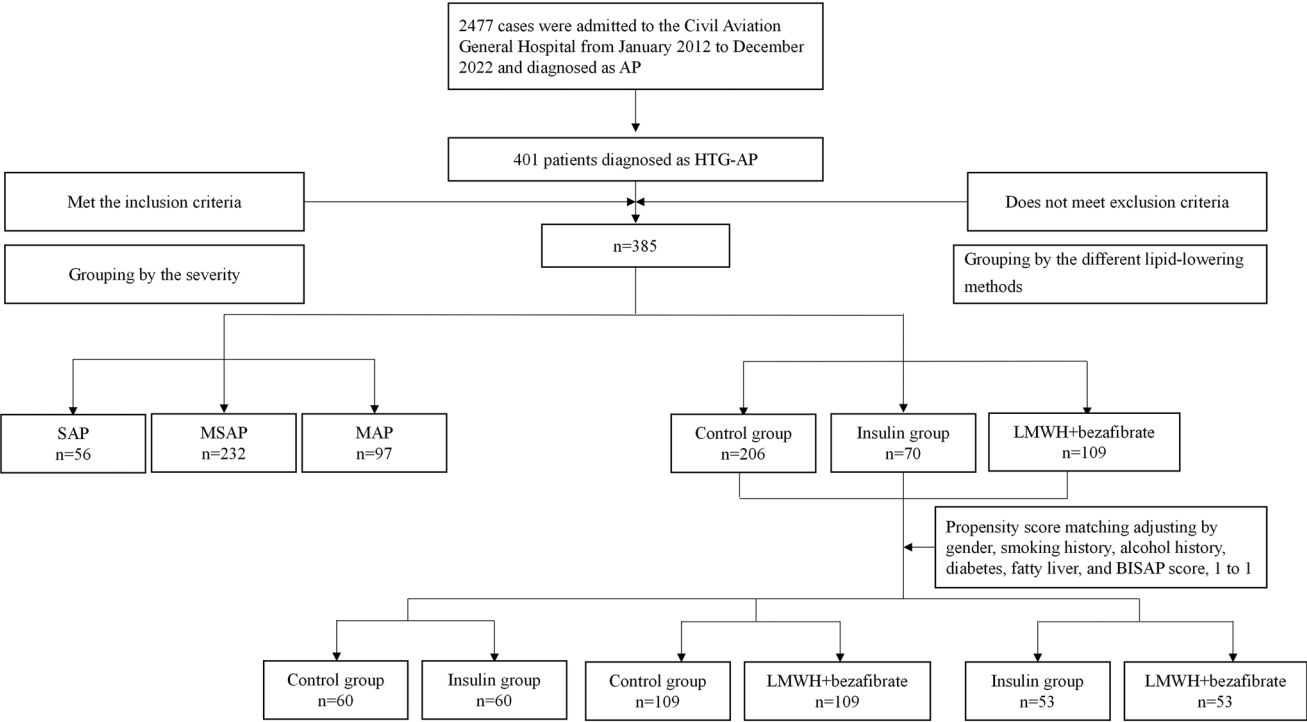 2477 cases were admitted to the Civil Aviation
General Hospital from January 2012 to December
2022 and diagnosed as AP
401 patients diagnosed as HTG-AP
Met the inclusion criteria
Does not meet exclusion criteria
n=385
Grouping by the severity
Grouping by the different lipid-lowering
methods
SAP
n=56
MSAP
n=232
MAP
n=97
Control group
n=206
Insulin group
n=70
LMWH+bezafibrate
n=109
Propensity score matching adjusting by
gender, smoking history, alcohol history,
diabetes, fatty liver, and BISAP score, 1 to 1
Control group
n=60
Insulin group
n=60
Control group
n=109
LMWH+bezafibrate
n=109
Insulin group
n=53
LMWH+bezafibrate
n=53